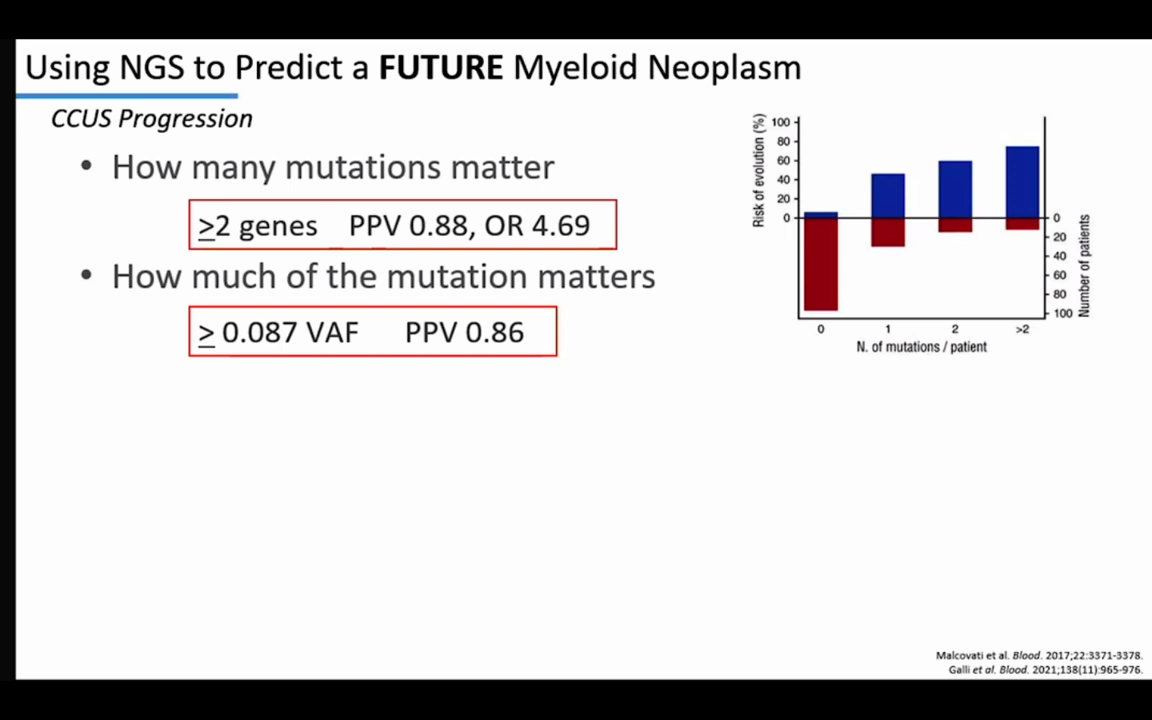 Using NGS to Predict a FUTURE Myeloid Neoplasm
CCUS Progression
• How many mutations matter
≥2 genes PPV 0.88, OR 4.69
• How much of the mutation matters
≥ 0.087 VAF PPV 0.86
Risk of evolution (%)
100
80
60
40
20
0
0
20
40
60
80
100
Number of patients
0 1 2 >2
N. of mutations / patient
Malcovati et al. Blood. 2017;22:3371-3378.
Galli et al. Blood. 2021;138(11):965-976.